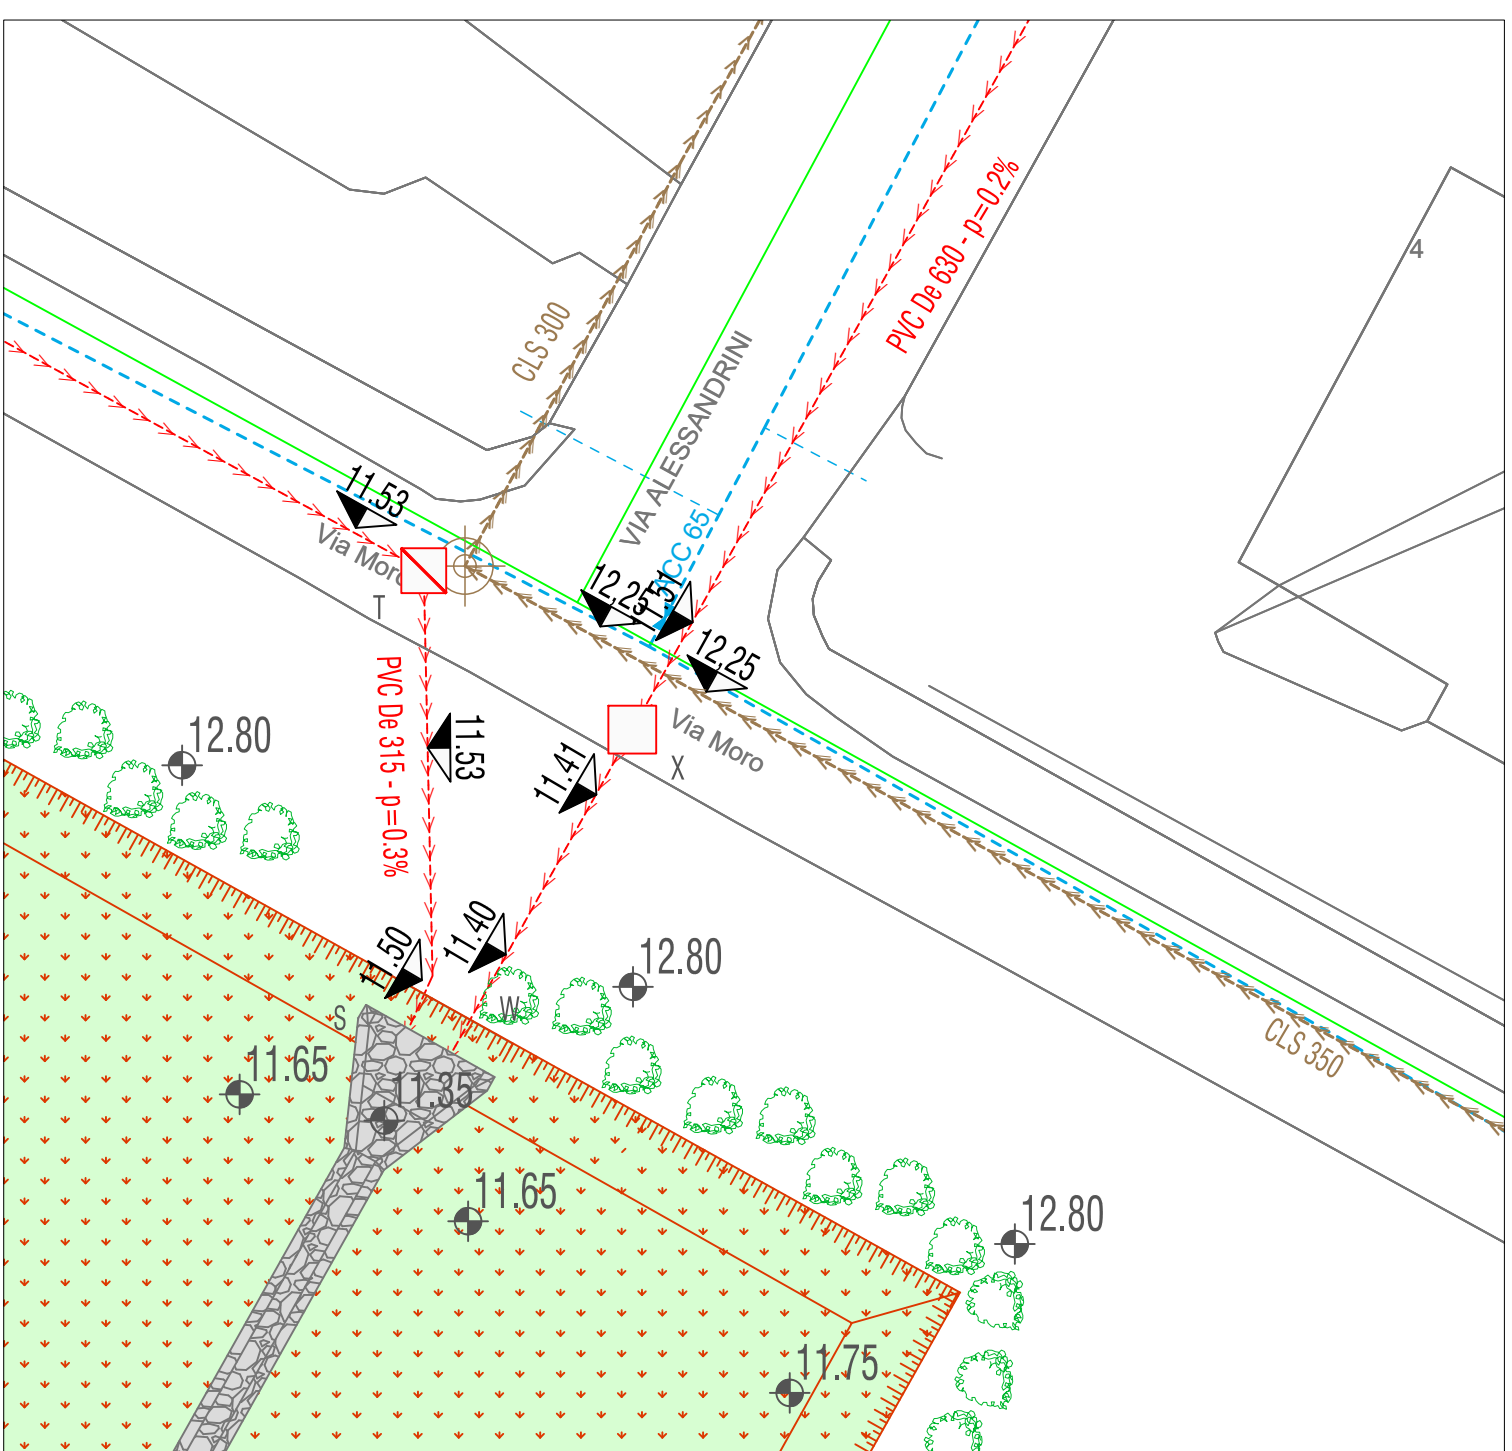 PVC De 630 - p=0.2%
4
CLS 300
VIA ALESSANDRINI
11.53
Via Moro
T
ACC 65
12,25
11.51
12,25
Via Moro
X
PVC De 315 - p=0.3%
11.53
11.41
12.80
11.40
11.50
12.80
W
S
CLS 350
11.65
11.35
11.65
12.80
11.75